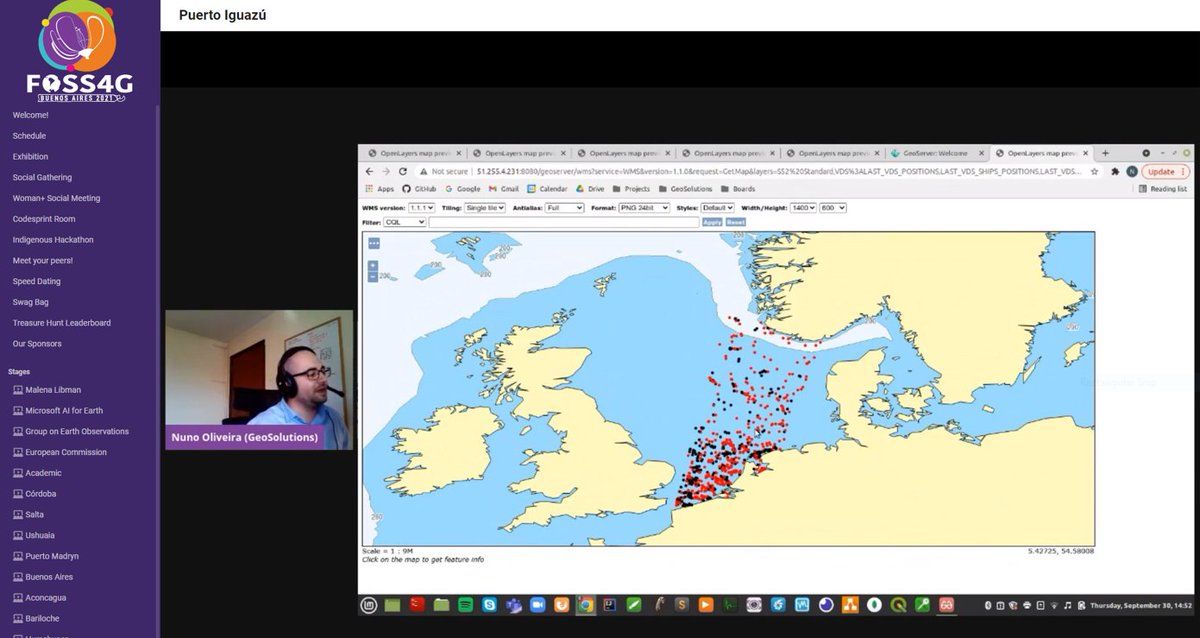 FOSS4G
BUENOS AIRES 2021
Welcome!
Schedule
Exhibition
Social Gathering
Woman+ Social Meeting
Codesprint Room
Indigenous Hackathon
Meet your peers!
Speed Dating
Swag Bag
Treasure Hunt Leaderboard
Our Sponsors
Stages
Malena Libman
Microsoft AI for Earth
Group on Earth Observations
European Commission
Academic
Córdoba
Salta
Ushuaia
Puerto Madryn
Buenos Aires
Aconcagua
Bariloche
Puerto Iguazú
Nuno Oliveira (GeoSolutions)
OpenLayers map previ OpenLayers map previ OpenLayers map previ OpenLayers map previ OpenLayers map previ GeoServer: Welcome OpenLayers map previ
Not secure 51.255.4.231:8080/geoserver/wms?service=WMS&version=1.1.0&request=GetMap&layers=SS2%20Standard,VDS%3ALAST_VDS_POSITIONS,LAST_VDS_SHIPS_POSITIONS,LAST_VDS... Update
Apps GitHub Google Gmail Calendar Drive Projects GeoSolutions Boards Reading list
WMS version: 1.1.1 Tiling: Single tile Antialias: Full Format: PNG 24bit Styles: Default Width/Height: 1400 600
Filter: CQL Apply Reset
200
200
200
200
200
Scale = 1 : 9M 5.42725, 54.58008
Click on the map to get feature info
Thursday, September 30, 14:52